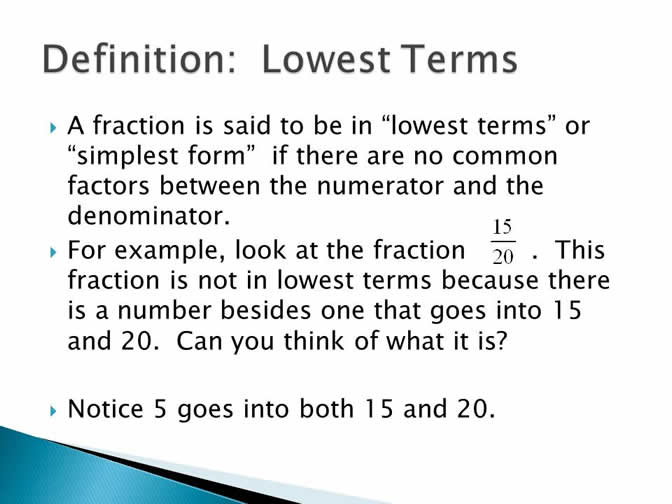 Definition:  Lowest Terms
A fraction is said to be in “lowest terms” or
“simplest form”  if there are no common
factors between the numerator and the
denominator.
For example, look at the fraction 15/20 .  This
fraction is not in lowest terms because there
is a number besides one that goes into 15
and 20.  Can you think of what it is?
Notice 5 goes into both 15 and 20.